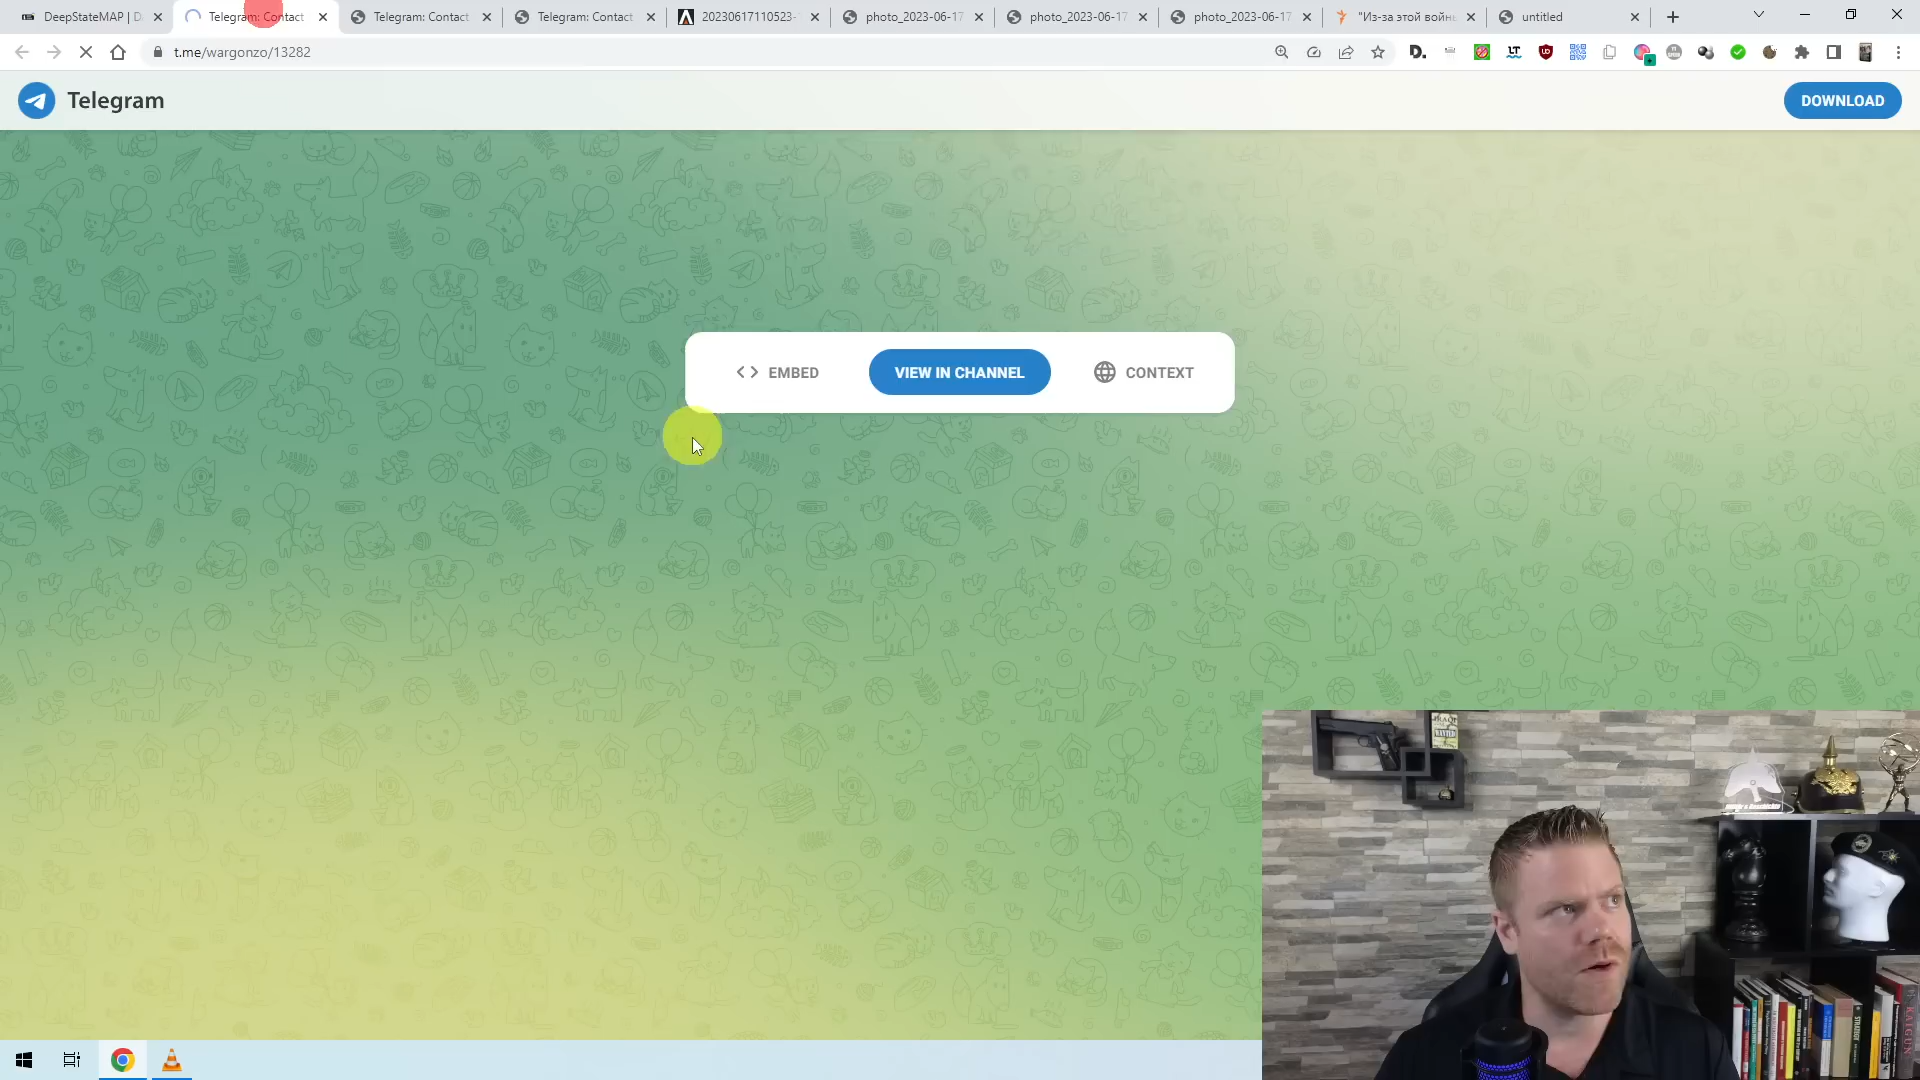 DeepStateMAP | D
Telegram: Contact
Telegram: Contact
Telegram: Contact
20230617110523-
photo_2023-06-17
photo_2023-06-17
photo_2023-06-17
"Из-за этой войн
untitled
t.me/wargonzo/13282
Telegram
DOWNLOAD
EMBED
VIEW IN CHANNEL
CONTEXT
WANTED